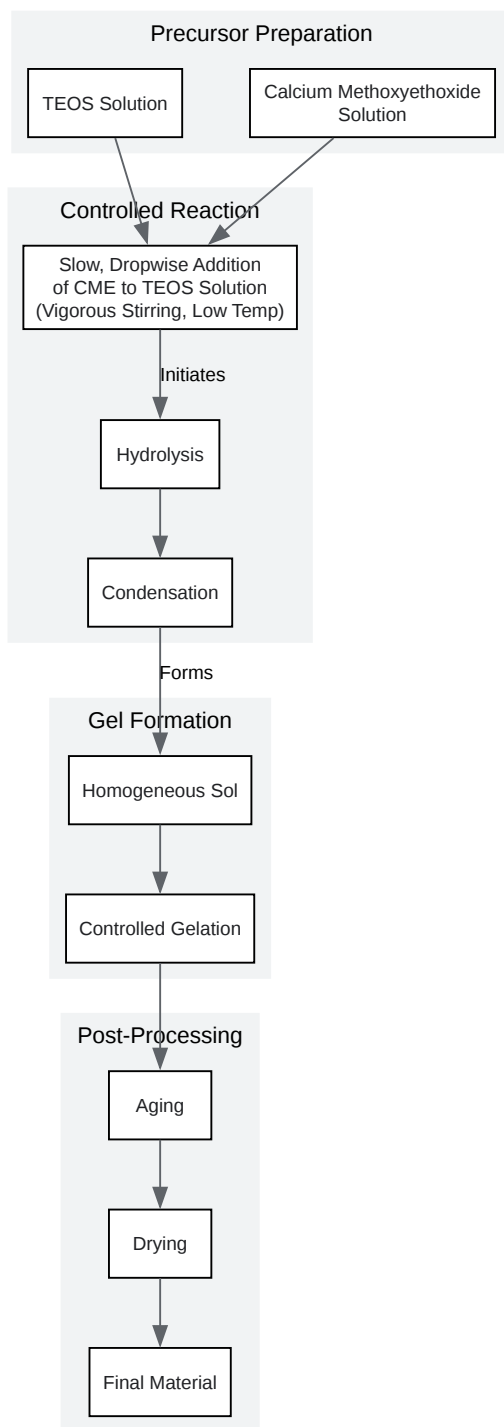 Precursor Preparation
TEOS Solution
Calcium Methoxyethoxide
Solution
Controlled Reaction
Slow, Dropwise Addition
of CME to TEOS Solution
(Vigorous Stirring, Low Temp)
Initiates
Hydrolysis
Condensation
Forms
Gel Formation
Homogeneous Sol
Controlled Gelation
Post-Processing
Aging
Drying
Final Material